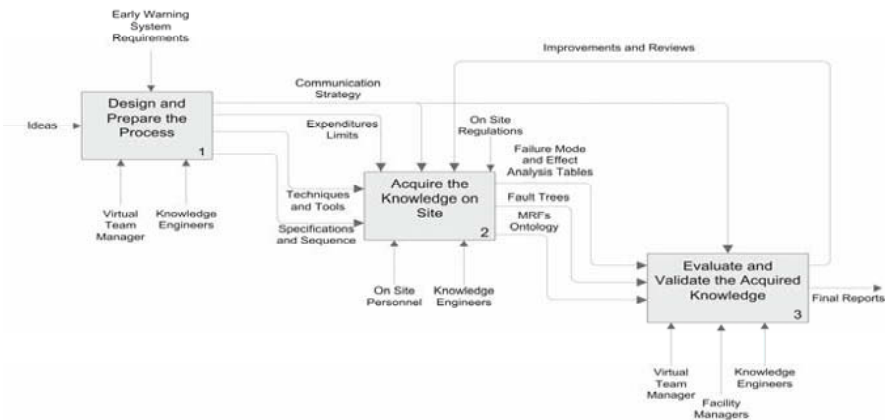 Early Warning
System
Requirements
Improvements and Reviews
Communication
Strategy
Design and
Prepare the
Process
1
Ideas
Expenditures
Limits
On Site
Regulations
Failure Mode
and Effect
Analysis Tables
Virtual
Team
Manager
Knowledge
Engineers
Techniques
and Tools
Acquire the
Knowledge on
Site
2
Fault Trees
MRFs
Ontology
Specifications
and Sequence
On Site
Personnel
Knowledge
Engineers
Evaluate and
Validate the Acquired
Knowledge
3
Final Reports
Virtual
Team
Manager
Facility
Managers
Knowledge
Engineers